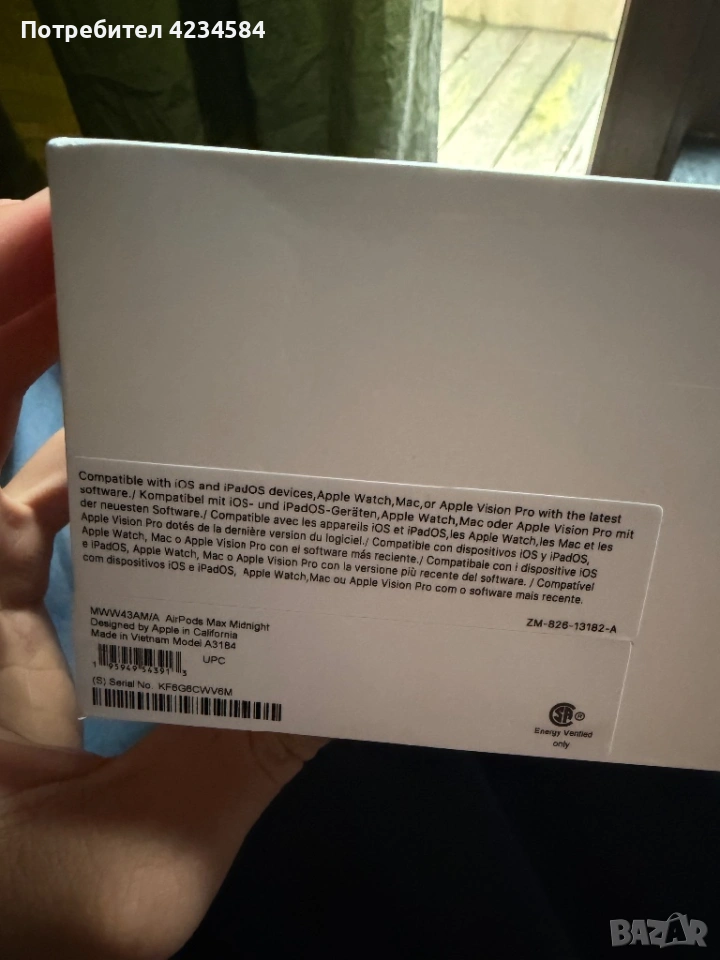 Потребител 4234584
Compatible with iOS and iPadOS devices,Apple Watch,Mac,or Apple Vision Pro with the latest
software./ Kompatibel mit iOS- und iPadOS-Geräten,Apple Watch,Mac oder Apple Vision Pro mit
der neuesten Software./ Compatible avec les appareils iOS et iPadOS,les Apple Watch,les Mac et les
Apple Vision Pro dotés de la dernière version du logiciel./ Compatible con dispositivos iOS y iPadOS,
Apple Watch, Mac o Apple Vision Pro con el software más reciente./ Compatibale con i dispositive iOS
e iPadOS, Apple Watch, Mac o Apple Vision Pro con la versione più recente del software. / Compatível
com dispositivos iOS e iPadOS, Apple Watch,Mac ou Apple Vision Pro com o software mais recente.
ZM-826-13182-A
MWW43AM/A AirPods Max Midnight
Designed by Apple in California
Made in Vietnam Model A3184
UPC
1 95949 56391 3
(S) Serial No. KF6G6CWV6M
Energy Verified
only
BAZAR